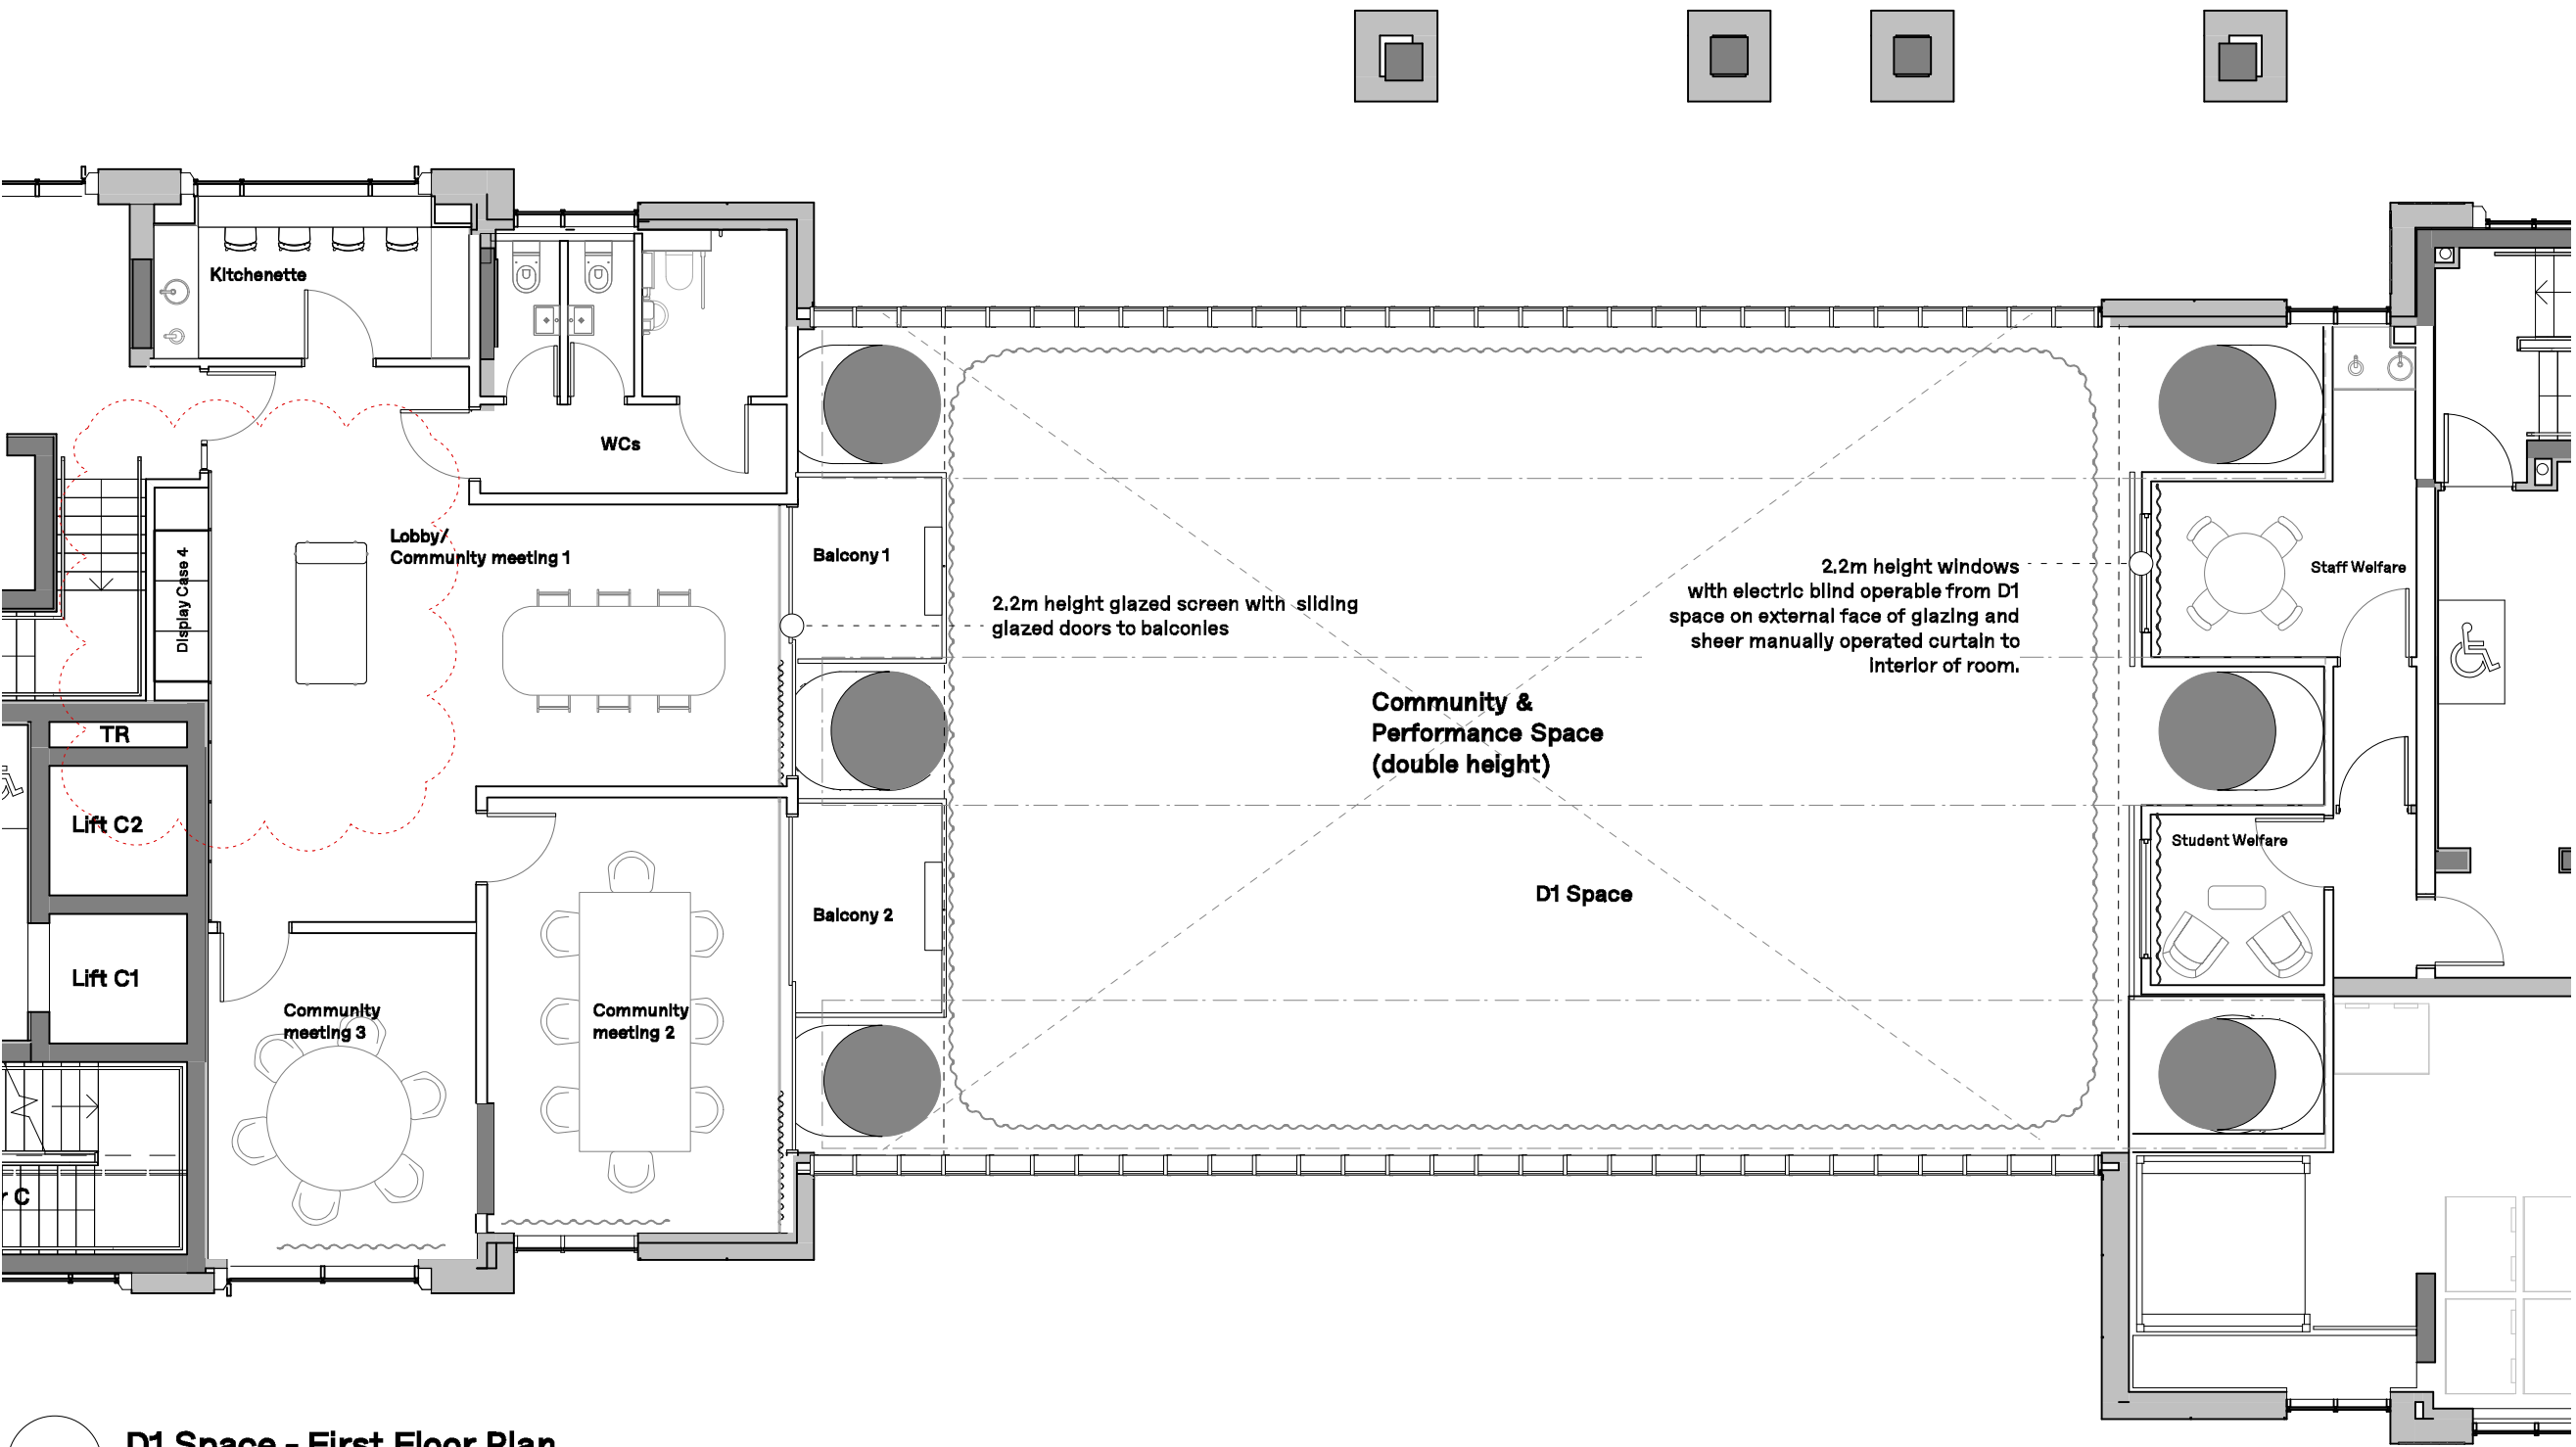 Kitchenette
WCs
Lobby/
Community meeting 1
Display Case 4
Balcony 1
2.2m height glazed screen with sliding
glazed doors to balconies
2.2m height windows
with electric blind operable from D1
space on external face of glazing and
sheer manually operated curtain to
interior of room.
Staff Welfare
Community &
Performance Space
(double height)
TR
Lift C2
Student Welfare
D1 Space
Balcony 2
Lift C1
Community
meeting 3
Community
meeting 2
C
D1 Space - First Floor Plan